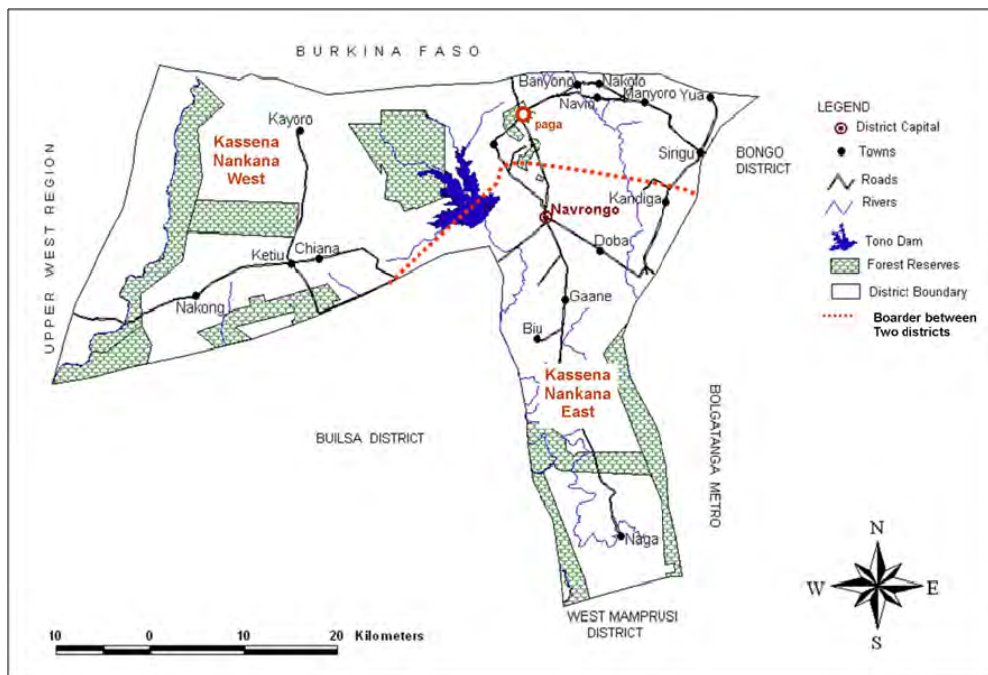 BURKINA FASO
Banyono
Nakolo
Navio
Manyoro
Yua
paga
Kayoro
Kassena
Nankana
West
Sirigu
BONGO
DISTRICT
Kandiga
Navrongo
Doba
UPPER WEST REGION
Ketiu
Chiana
Nakong
Gaane
Biu
Kassena
Nankana
East
BUILSA DISTRICT
BOLGATANGA METRO
Naga
WEST MAMPRUSI
DISTRICT
LEGEND
District Capital
Towns
Roads
Rivers
Tono Dam
Forest Reserves
District Boundary
Boarder between
Two districts
N
W
E
S
10 0 10 20 Kilometers